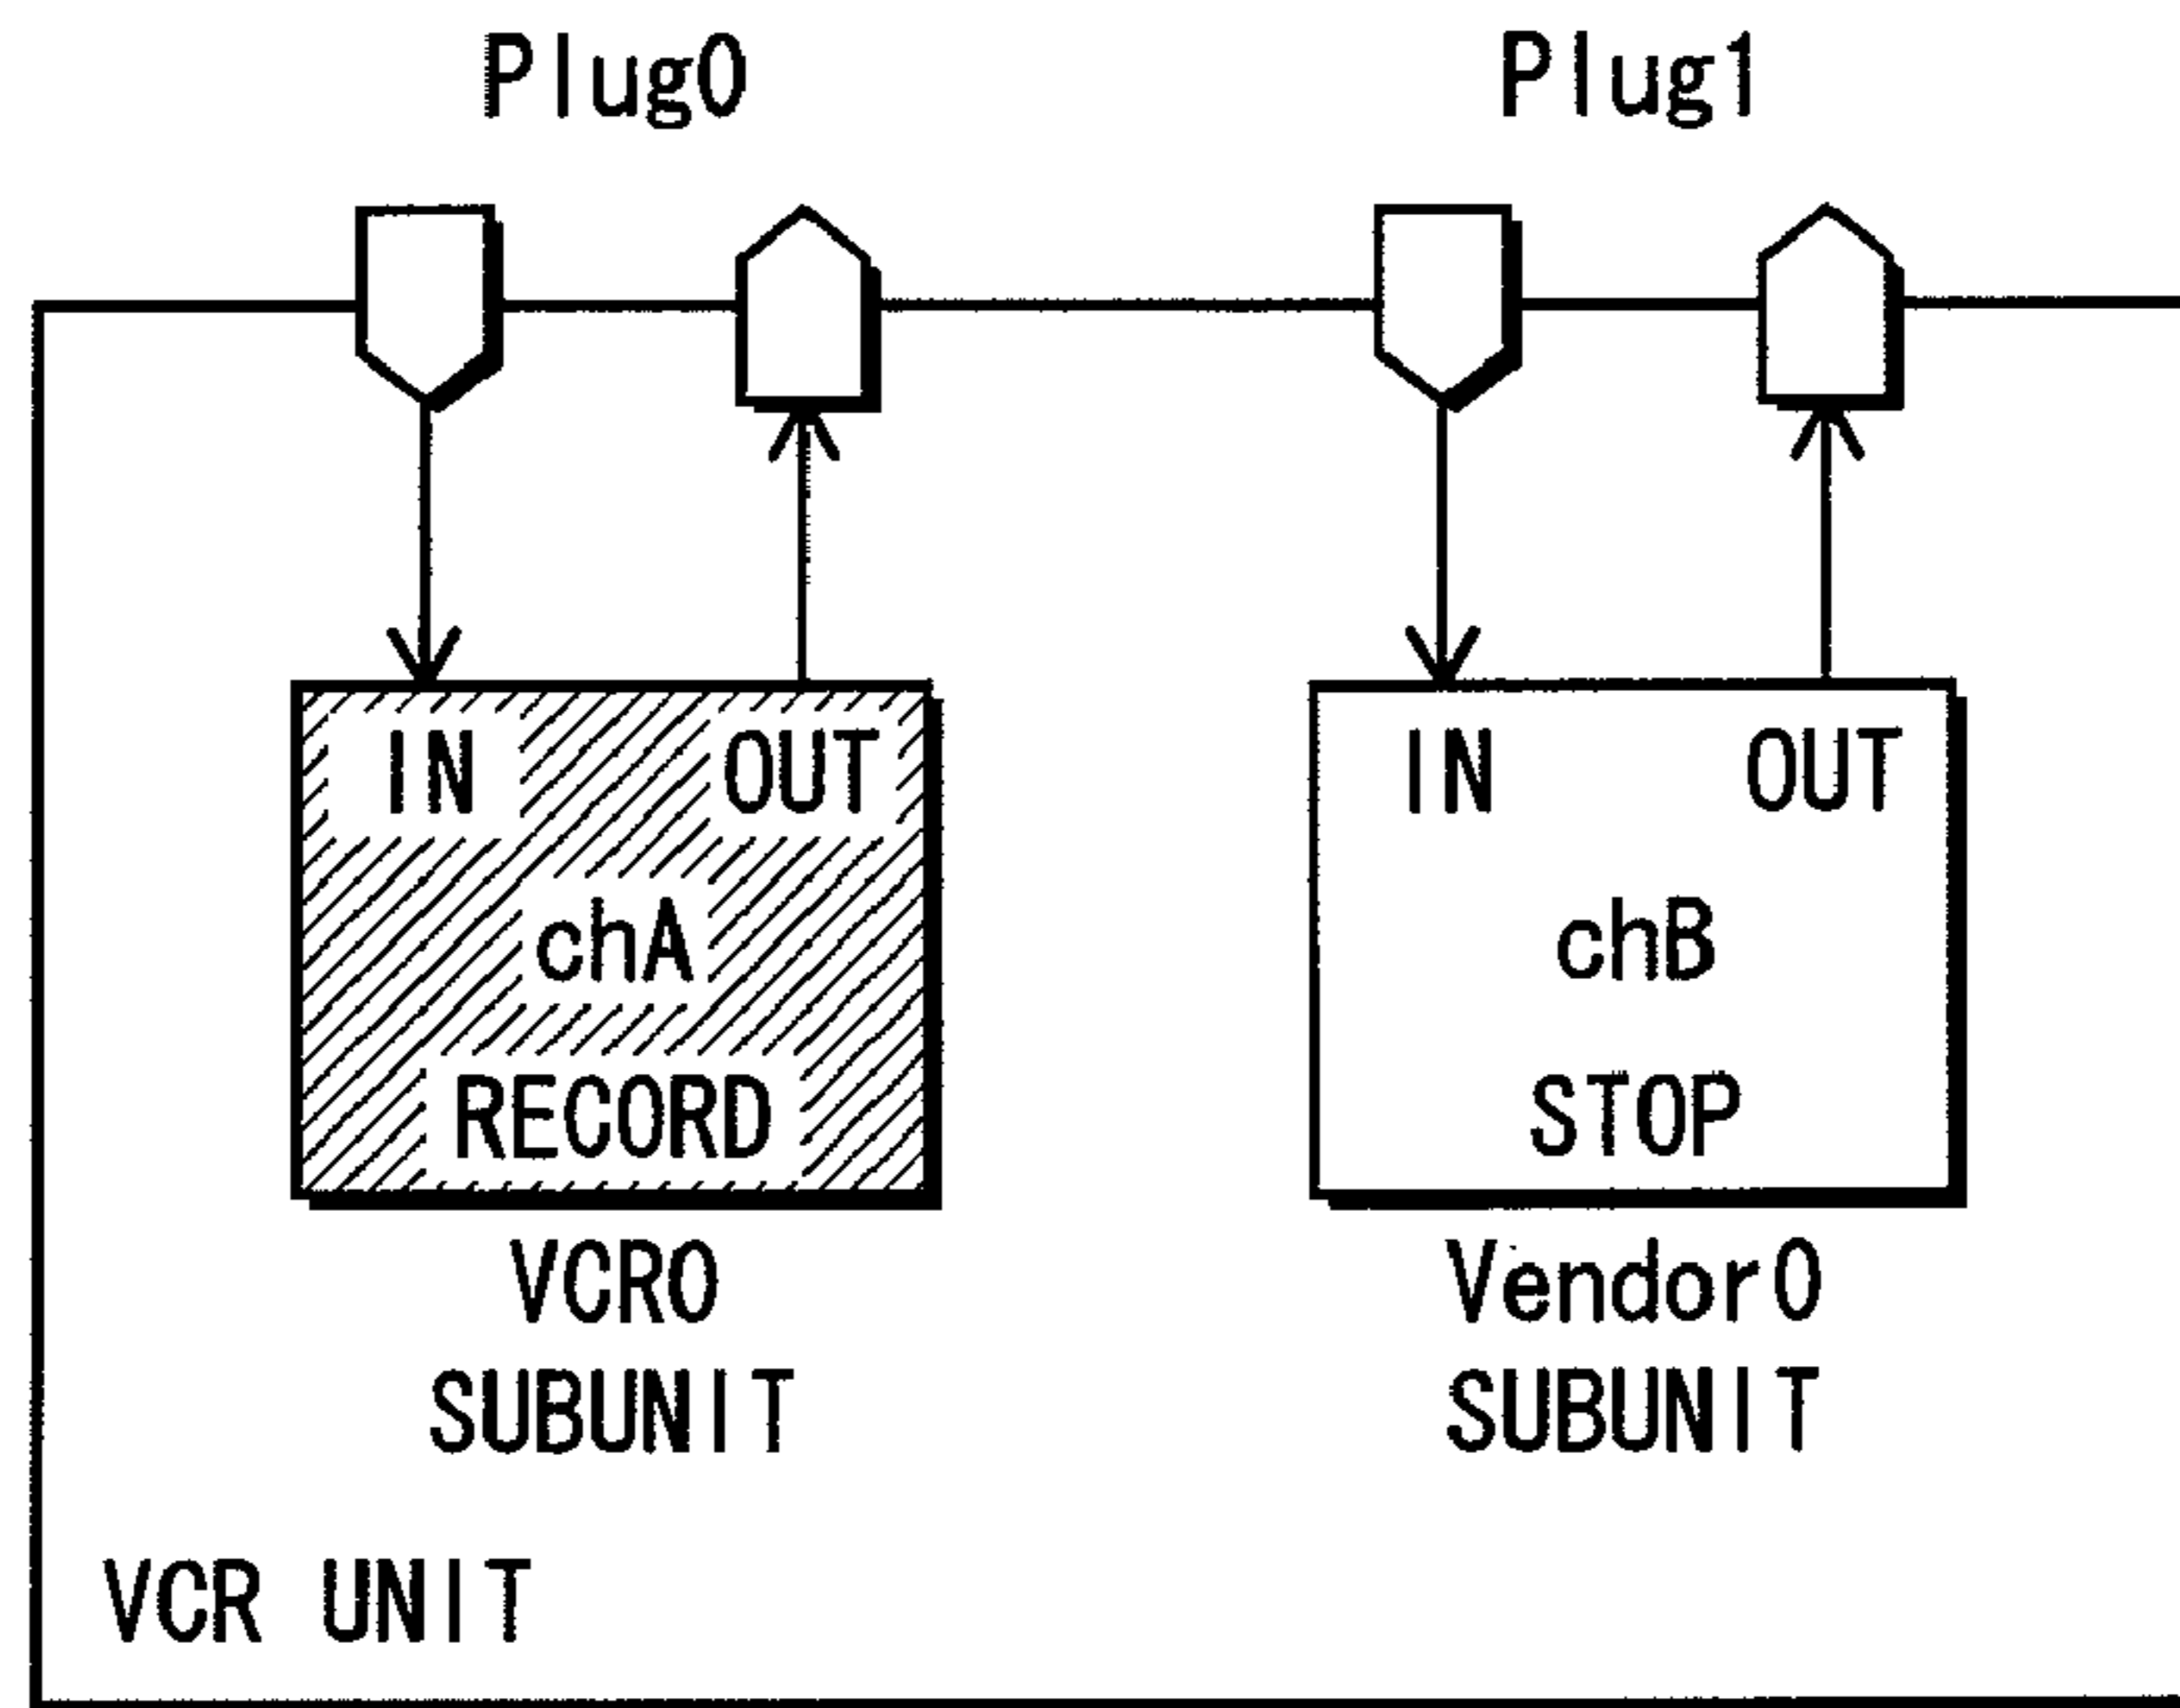 Plug0 Plug1
IN OUT IN OUT
chA chB
RECORD STOP
VCR0 Vendor0
SUBUNIT SUBUNIT
VCR UNIT